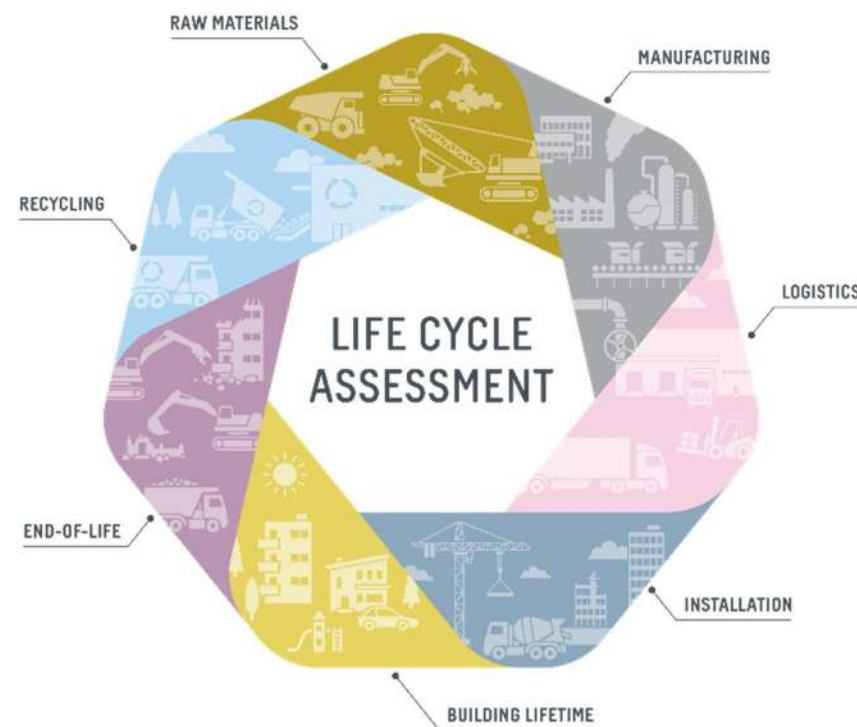 RAW MATERIALS
MANUFACTURING
RECYCLING
LOGISTICS
LIFE CYCLE
ASSESSMENT
END-OF-LIFE
INSTALLATION
BUILDING LIFETIME